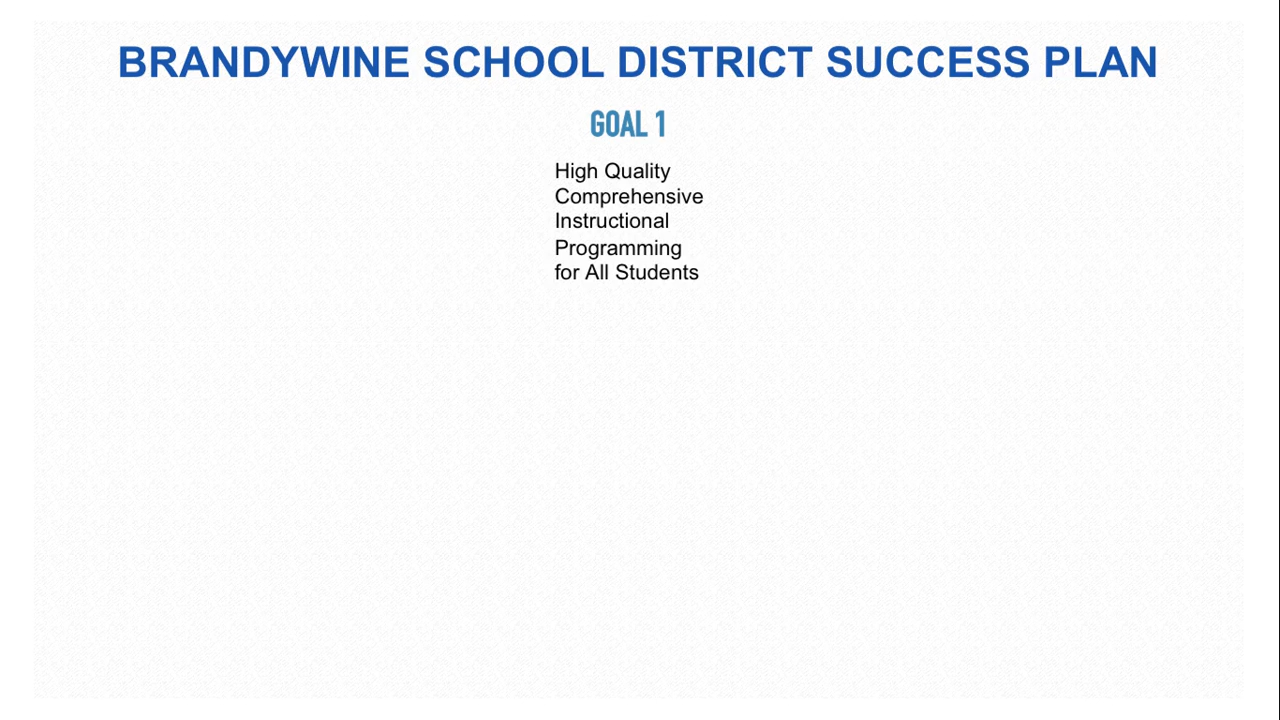 BRANDYWINE SCHOOL DISTRICT SUCCESS PLAN
GOAL 1
High Quality
Comprehensive
Instructional
Programming
for All Students